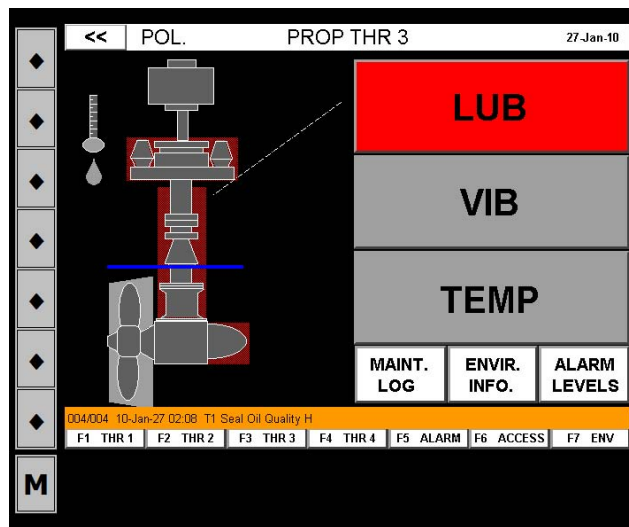 << POL. PROP THR 3 27-Jan-10
LUB
VIB
TEMP
MAINT. LOG
ENVIR. INFO.
ALARM LEVELS
004/004 10-Jan-27 02:08 T1 Seal Oil Quality H
F1 THR 1 F2 THR 2 F3 THR 3 F4 THR 4 F5 ALARM F6 ACCESS F7 ENV
M